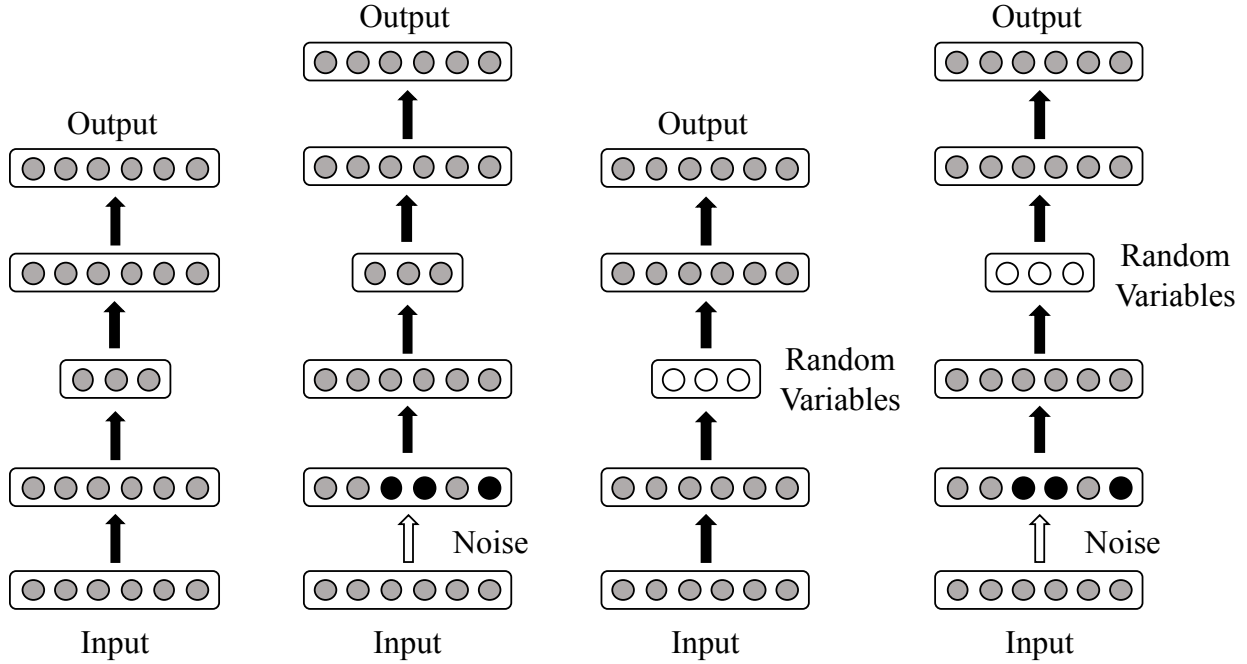 Output
Output
Output
Output
Random
Variables
Random
Variables
Noise
Noise
Input
Input
Input
Input